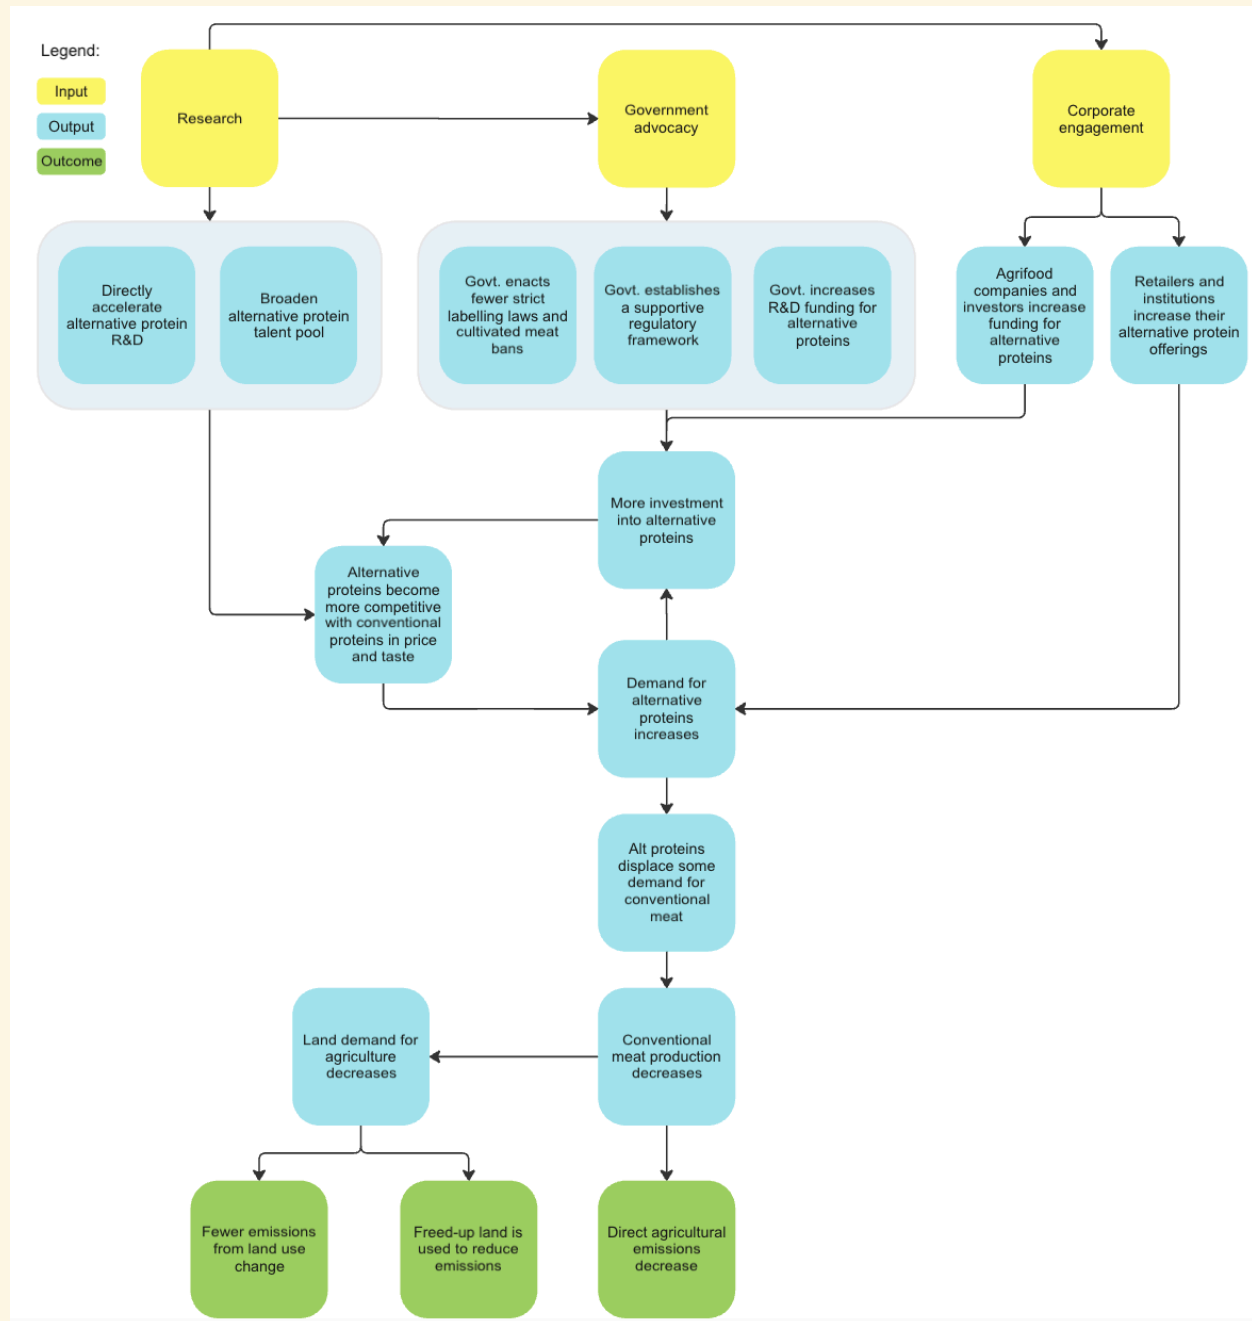 Legend:
Input
Output
Outcome
Research
Government
advocacy
Corporate
engagement
Directly
accelerate
alternative protein
R&D
Broaden
alternative protein
talent pool
Govt. enacts
fewer strict
labelling laws and
cultivated meat
bans
Govt. establishes
a supportive
regulatory
framework
Govt. increases
R&D funding for
alternative
proteins
Agrifood
companies and
investors increase
funding for
alternative
proteins
Retailers and
institutions
increase their
alternative protein
offerings
More investment
into alternative
proteins
Alternative
proteins become
more competitive
with conventional
proteins in price
and taste
Demand for
alternative
proteins
increases
Alt proteins
displace some
demand for
conventional
meat
Land demand for
agriculture
decreases
Conventional
meat production
decreases
Fewer emissions
from land use
change
Freed-up land is
used to reduce
emissions
Direct agricultural
emissions
decrease